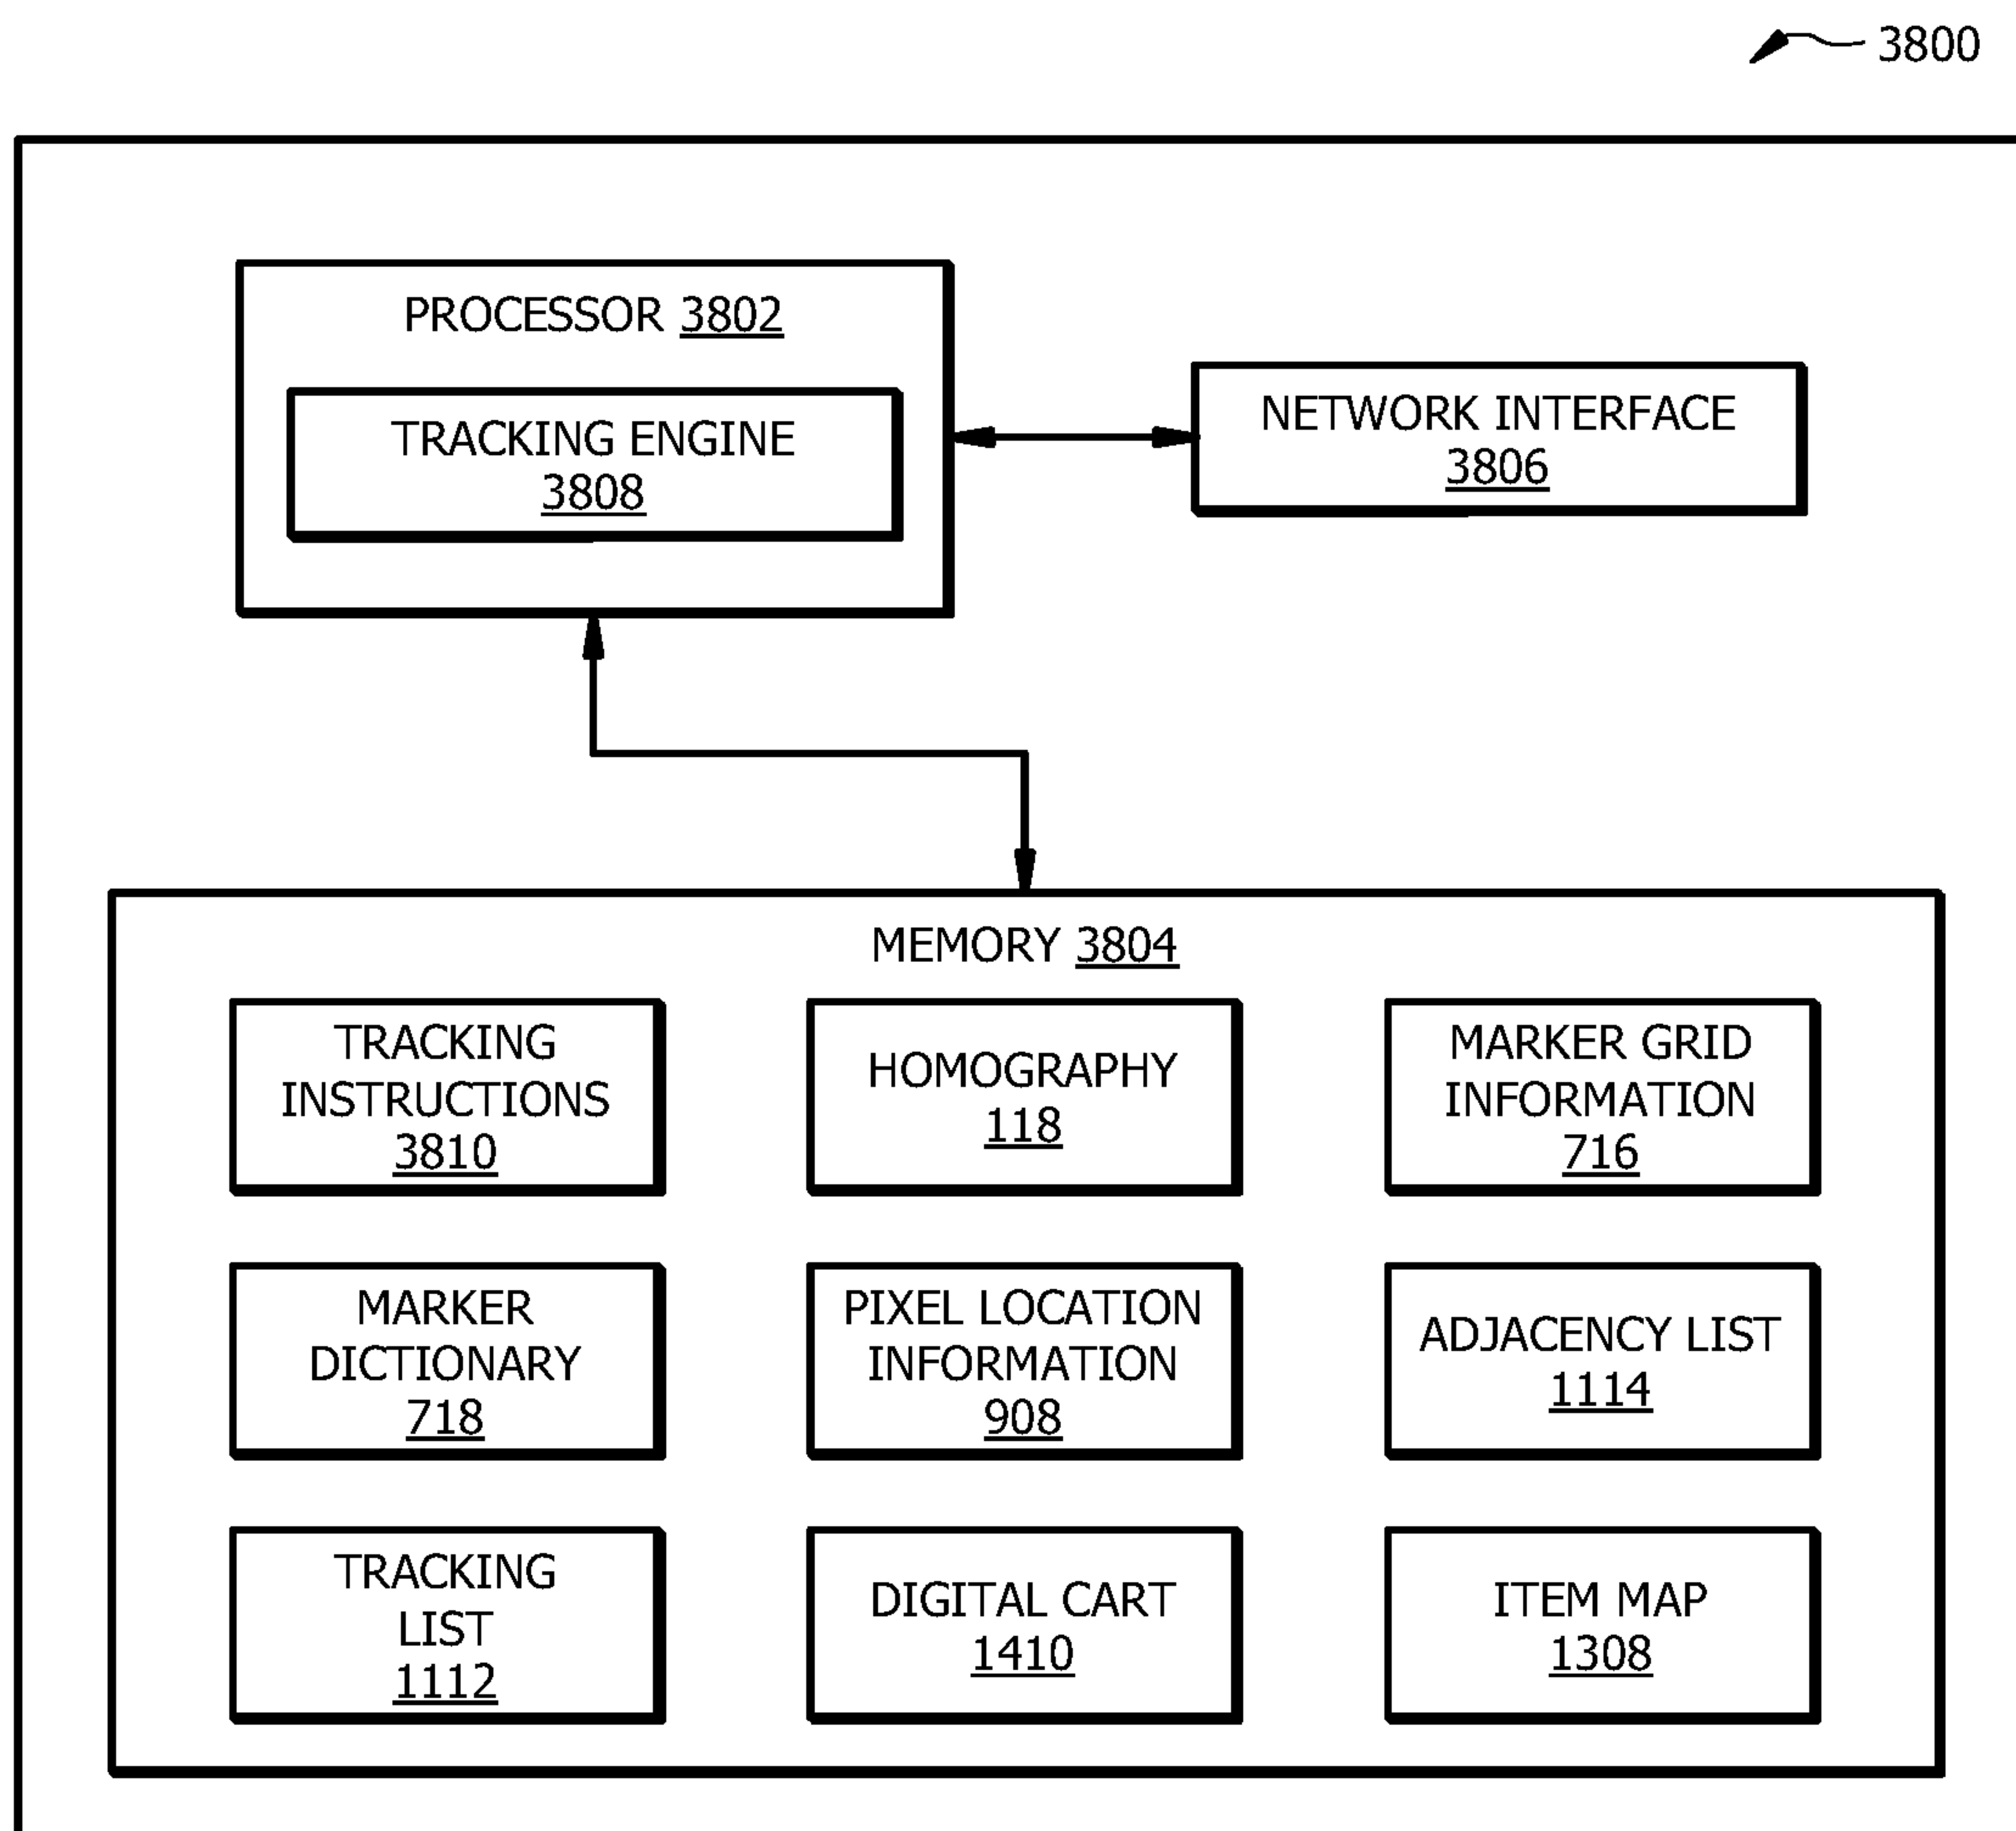 3800
PROCESSOR 3802
TRACKING ENGINE
3808
NETWORK INTERFACE
3806
MEMORY 3804
TRACKING
INSTRUCTIONS
3810
HOMOGRAPHY
118
MARKER GRID
INFORMATION
716
MARKER
DICTIONARY
718
PIXEL LOCATION
INFORMATION
908
ADJACENCY LIST
1114
TRACKING
LIST
1112
DIGITAL CART
1410
ITEM MAP
1308